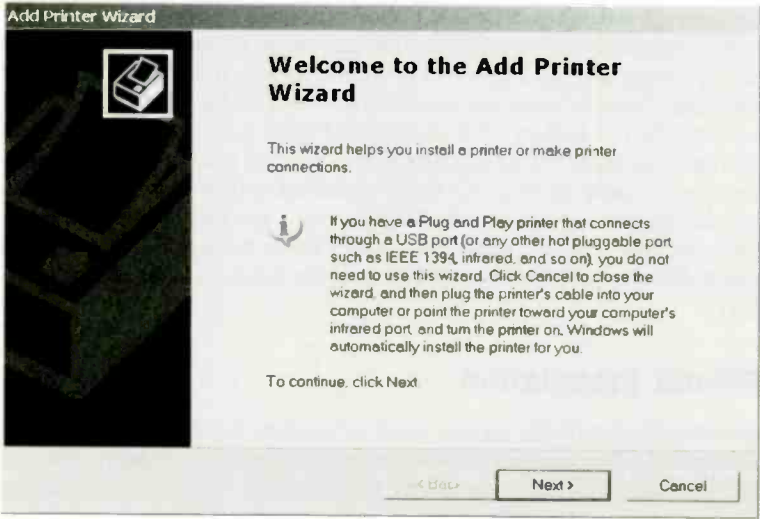 Add Printer Wizard
Welcome to the Add Printer
Wizard
This wizard helps you install a printer or make printer
connections.
If you have a Plug and Play printer that connects
through a USB port (or any other hot pluggable port,
such as IEEE 1394, infrared, and so on), you do not
need to use this wizard. Click Cancel to close the
wizard, and then plug the printer's cable into your
computer or point the printer toward your computer's
infrared port, and turn the printer on. Windows will
automatically install the printer for you.
To continue, click Next.
< Back
Next >
Cancel